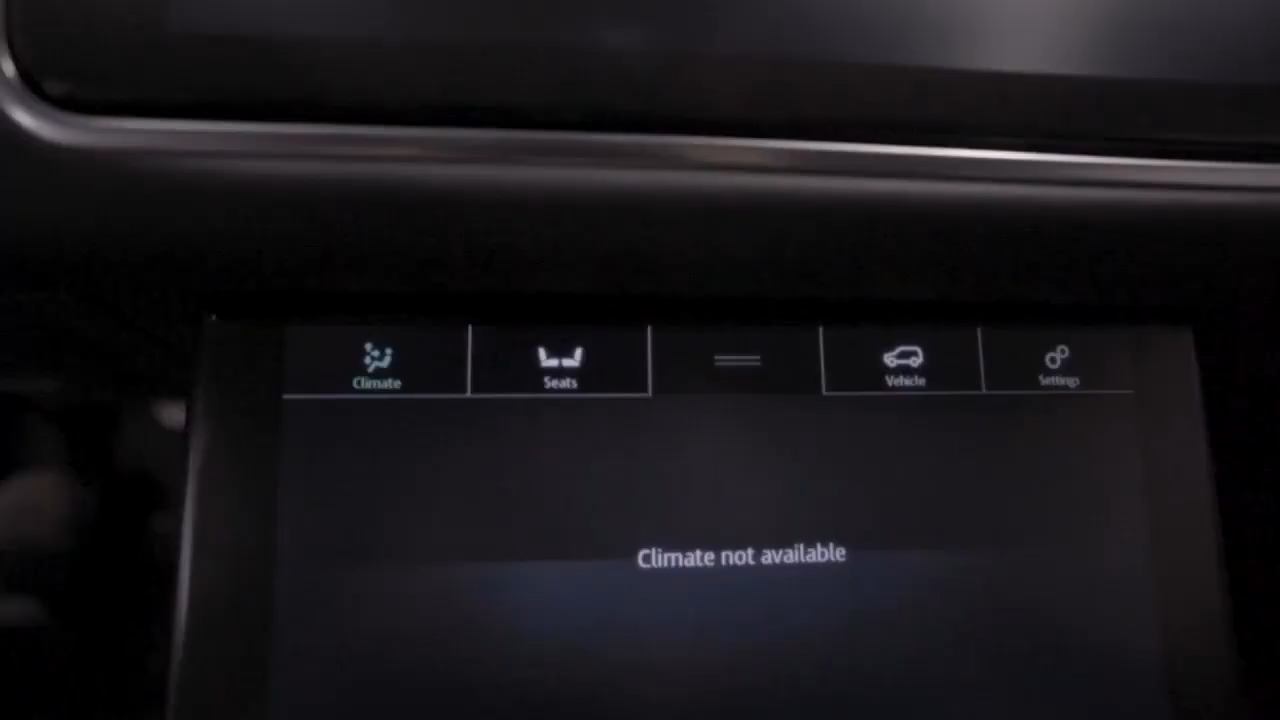 Climate
Seats
Vehicle
Settings
Climate not available